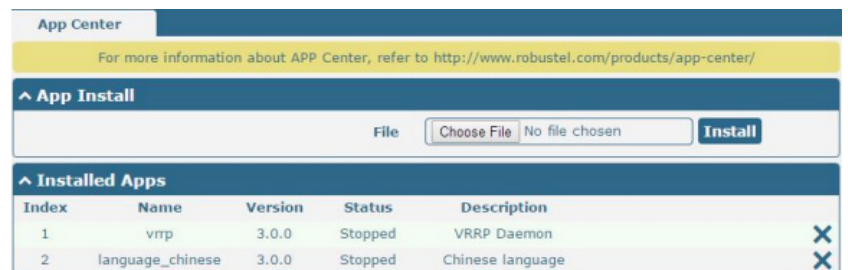 App Center
For more information about APP Center, refer to http://www.robustel.com/products/app-center/
App Install
File Choose File No file chosen Install
Installed Apps
Index Name Version Status Description
1 vrrp 3.0.0 Stopped VRRP Daemon
2 language_chinese 3.0.0 Stopped Chinese language